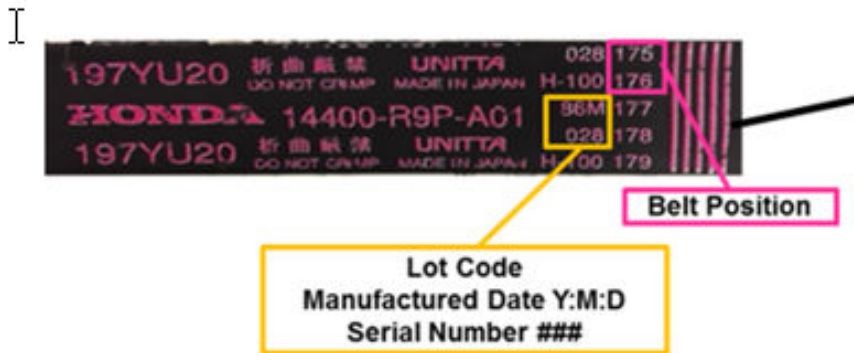 028 175
197YU20 折曲厳禁 UNITTA
DO NOT CRIMP MADE IN JAPAN H-100 176
HONDA 14400-R9P-A01 86M 177
028 178
197YU20 折曲厳禁 UNITTA
DO NOT CRIMP MADE IN JAPAN H-100 179
Belt Position
Lot Code
Manufactured Date Y:M:D
Serial Number ###